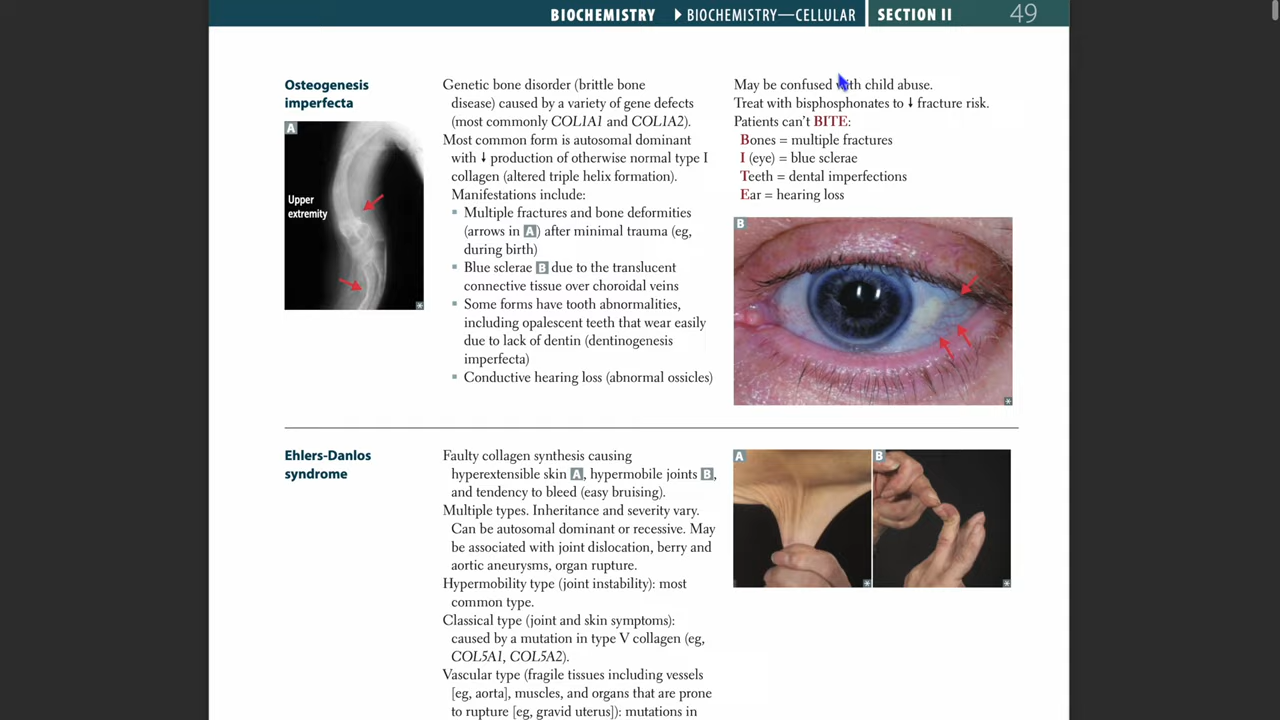 BIOCHEMISTRY ▶ BIOCHEMISTRY—CELLULAR SECTION II 49
Osteogenesis
imperfecta
A
Upper
extremity
Genetic bone disorder (brittle bone
disease) caused by a variety of gene defects
(most commonly COL1A1 and COL1A2).
Most common form is autosomal dominant
with ↓ production of otherwise normal type I
collagen (altered triple helix formation).
Manifestations include:
▪ Multiple fractures and bone deformities
(arrows in A) after minimal trauma (eg,
during birth)
▪ Blue sclerae B due to the translucent
connective tissue over choroidal veins
▪ Some forms have tooth abnormalities,
including opalescent teeth that wear easily
due to lack of dentin (dentinogenesis
imperfecta)
▪ Conductive hearing loss (abnormal ossicles)
May be confused with child abuse.
Treat with bisphosphonates to ↓ fracture risk.
Patients can't BITE:
Bones = multiple fractures
I (eye) = blue sclerae
Teeth = dental imperfections
Ear = hearing loss
B
Ehlers-Danlos
syndrome
Faulty collagen synthesis causing
hyperextensible skin A, hypermobile joints B,
and tendency to bleed (easy bruising).
Multiple types. Inheritance and severity vary.
Can be autosomal dominant or recessive. May
be associated with joint dislocation, berry and
aortic aneurysms, organ rupture.
Hypermobility type (joint instability): most
common type.
Classical type (joint and skin symptoms):
caused by a mutation in type V collagen (eg,
COL5A1, COL5A2).
Vascular type (fragile tissues including vessels
[eg, aorta], muscles, and organs that are prone
to rupture [eg, gravid uterus]): mutations in
A
B